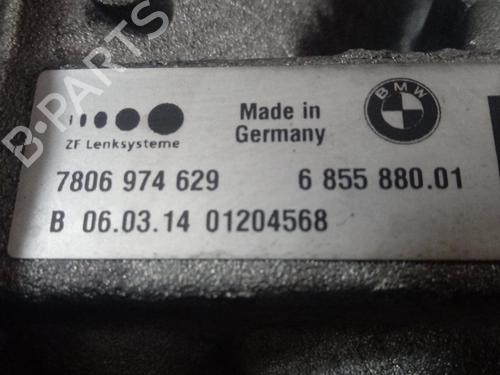 B-PARTS
BMW
Made in
Germany
ZF Lenksysteme
7806 974 629 6 855 880.01
B 06.03.14 01204568